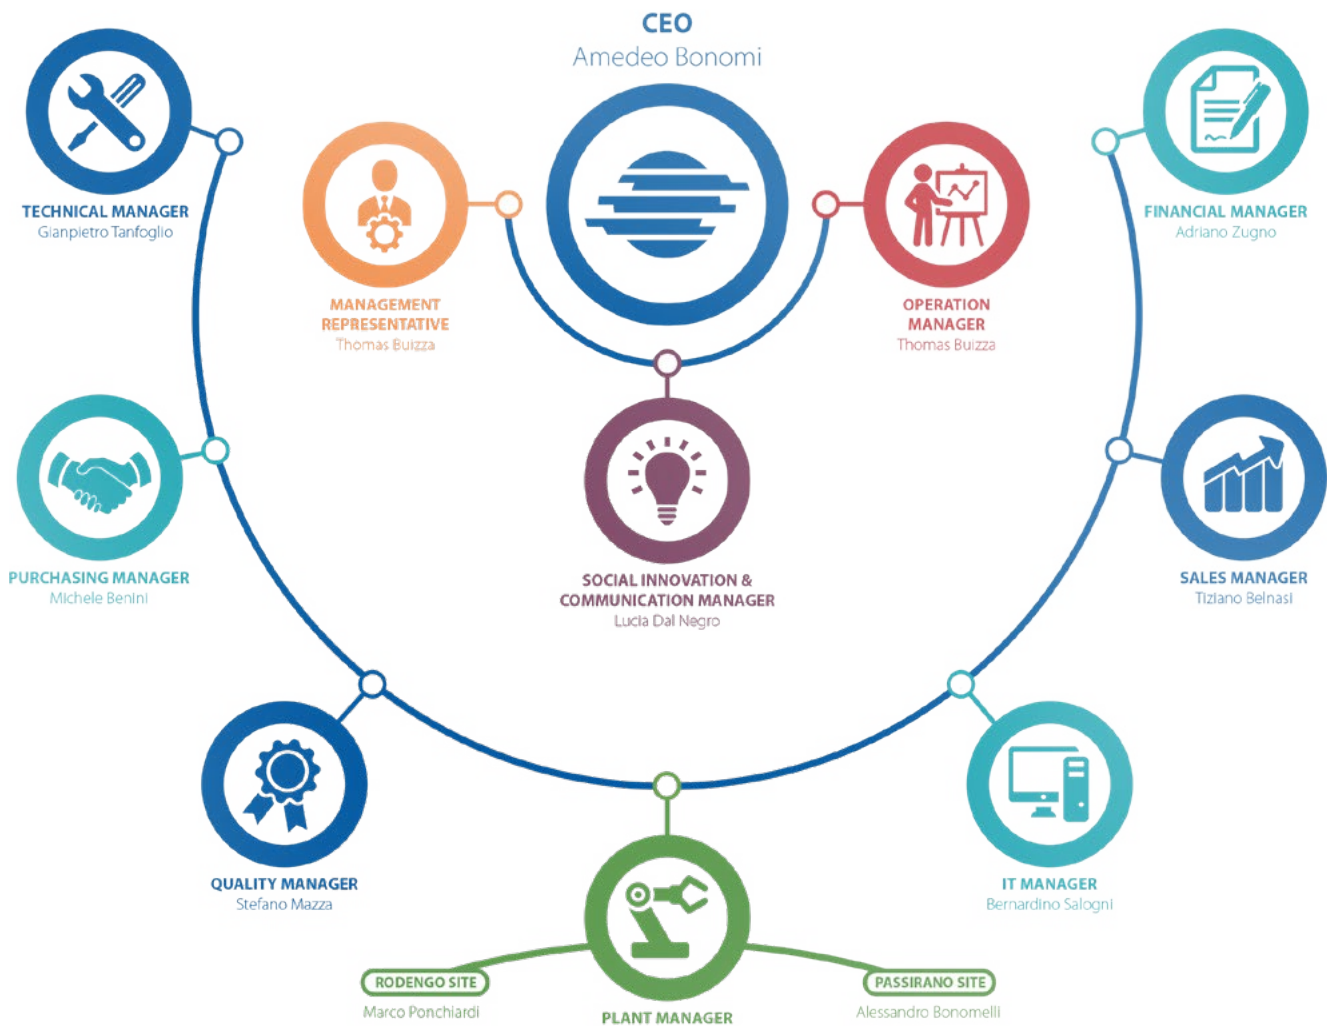 CEO
Amedeo Bonomi
TECHNICAL MANAGER
Gianpietro Tanfoglio
FINANCIAL MANAGER
Adriano Zugno
MANAGEMENT
REPRESENTATIVE
Thomas Buizza
OPERATION
MANAGER
Thomas Buizza
PURCHASING MANAGER
Michele Benini
SOCIAL INNOVATION &
COMMUNICATION MANAGER
Lucia Dal Negro
SALES MANAGER
Tiziano Belnasi
QUALITY MANAGER
Stefano Mazza
IT MANAGER
Bernardino Salogni
RODENGO SITE
Marco Ponchiardi
PLANT MANAGER
PASSIRANO SITE
Alessandro Bonomelli